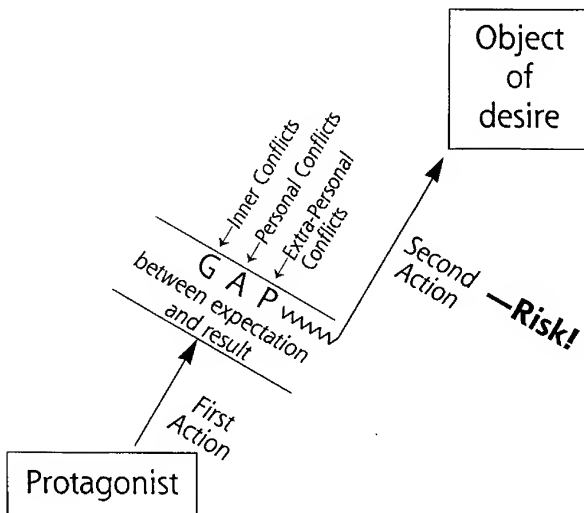 Object
of
desire
Inner Conflicts
Personal Conflicts
Extra-Personal
Conflicts
GAP
between expectation
and result
Second
Action
—Risk!
First
Action
Protagonist